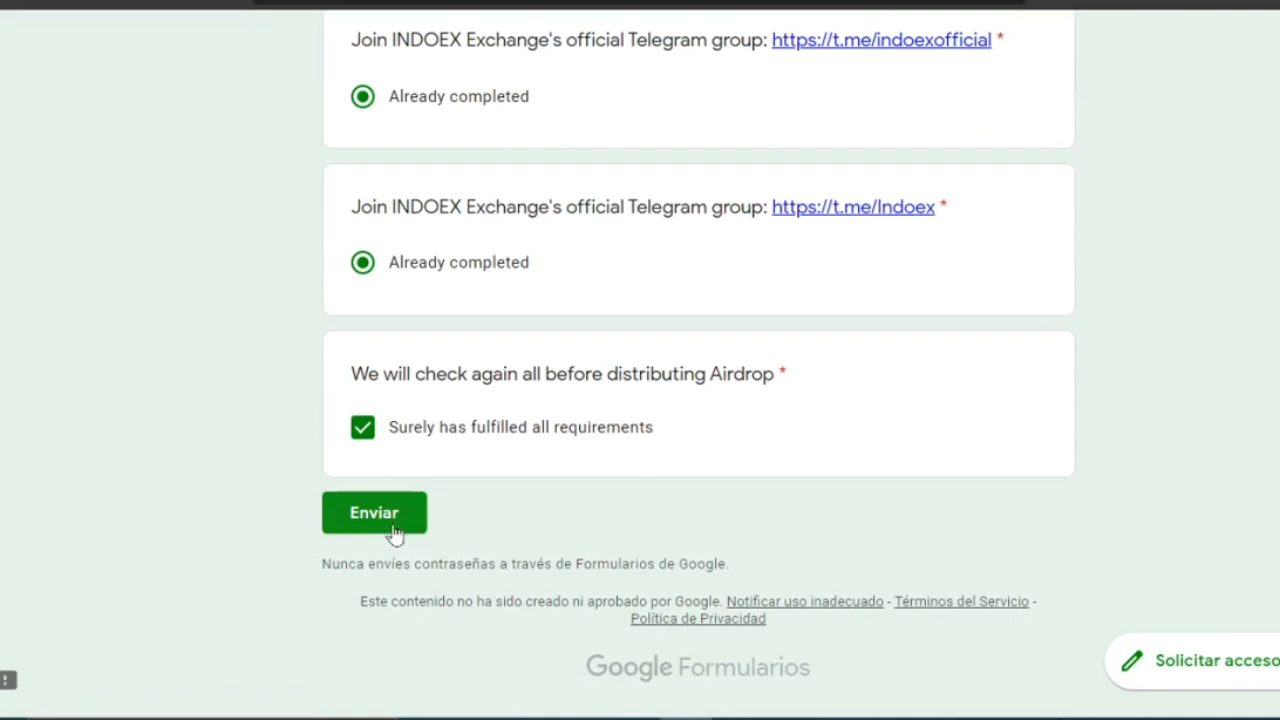 Join INDOEX Exchange's official Telegram group: https://t.me/indoexofficial *
Already completed
Join INDOEX Exchange's official Telegram group: https://t.me/Indoex *
Already completed
We will check again all before distributing Airdrop *
Surely has fulfilled all requirements
Enviar
Nunca envíes contraseñas a través de Formularios de Google.
Este contenido no ha sido creado ni aprobado por Google. Notificar uso inadecuado - Términos del Servicio -
Política de Privacidad
Google Formularios
Solicitar acceso